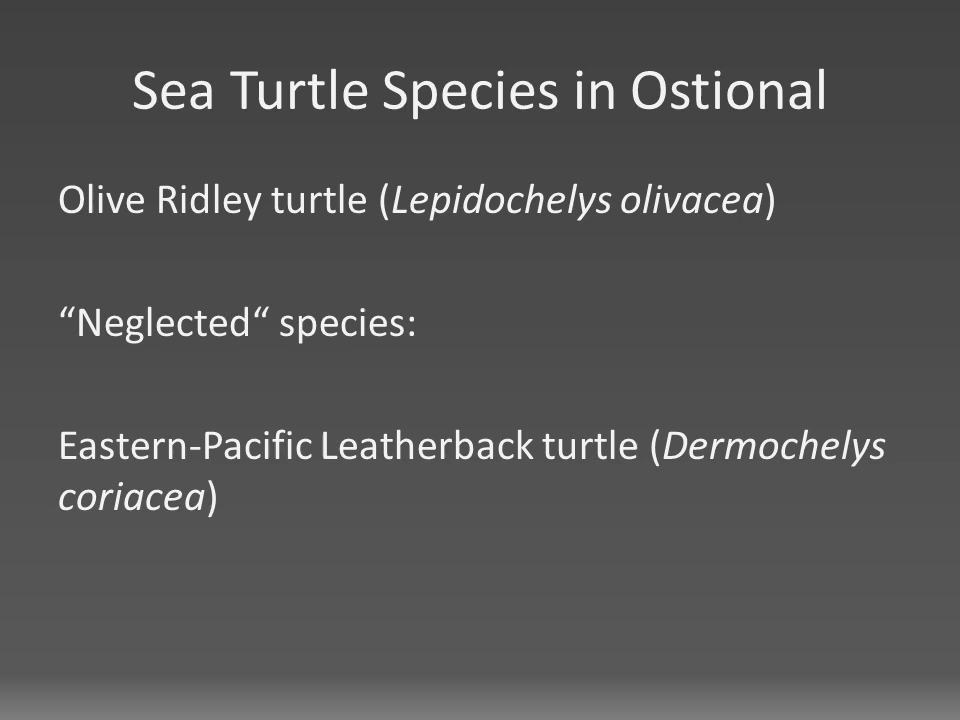 Sea Turtle Species in Ostional
Olive Ridley turtle (Lepidochelys olivacea)
“Neglected“ species:
Eastern-Pacific Leatherback turtle (Dermochelys
coriacea)